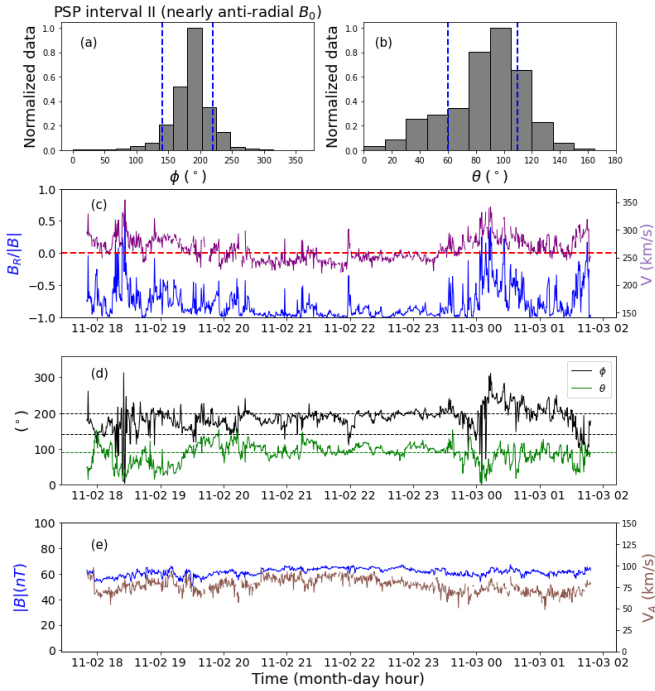 PSP interval II (nearly anti-radial B₀)
(a)
(b)
Normalized data
1.0
0.8
0.6
0.4
0.2
0.0
0 100 200 300
ϕ (°)
Normalized data
1.0
0.8
0.6
0.4
0.2
0.0
0 20 40 60 80 100 120 140 160 180
θ (°)
(c)
B_R/|B|
1.0
0.5
0.0
−0.5
−1.0
V (km/s)
350
300
250
200
150
11-02 18 11-02 19 11-02 20 11-02 21 11-02 22 11-02 23 11-03 00 11-03 01 11-03 02
(d)
(°)
300
200
100
0
ϕ
θ
11-02 18 11-02 19 11-02 20 11-02 21 11-02 22 11-02 23 11-03 00 11-03 01 11-03 02
(e)
|B|(nT)
100
80
60
40
20
0
V_A (km/s)
150
125
100
75
50
25
0
11-02 18 11-02 19 11-02 20 11-02 21 11-02 22 11-02 23 11-03 00 11-03 01 11-03 02
Time (month-day hour)